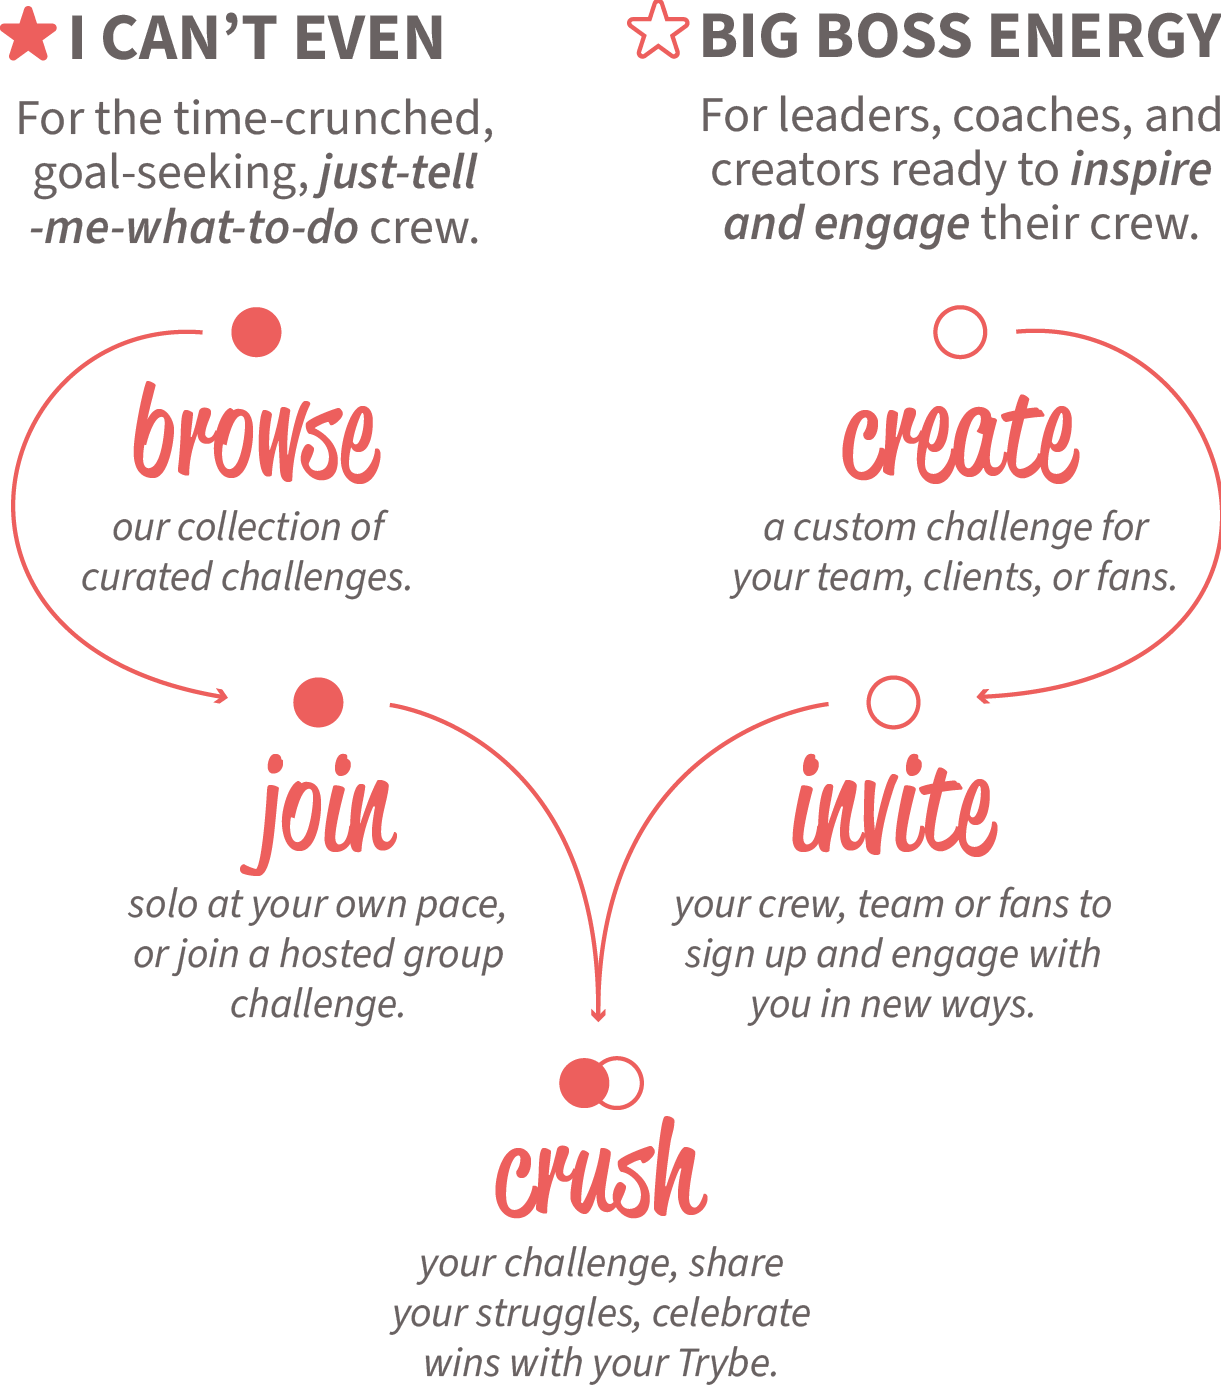 I CAN’T EVEN
For the time-crunched,
goal-seeking, just-tell
-me-what-to-do crew.
BIG BOSS ENERGY
For leaders, coaches, and
creators ready to inspire
and engage their crew.
browse
our collection of
curated challenges.
create
a custom challenge for
your team, clients, or fans.
join
solo at your own pace,
or join a hosted group
challenge.
invite
your crew, team or fans to
sign up and engage with
you in new ways.
crush
your challenge, share
your struggles, celebrate
wins with your Trybe.